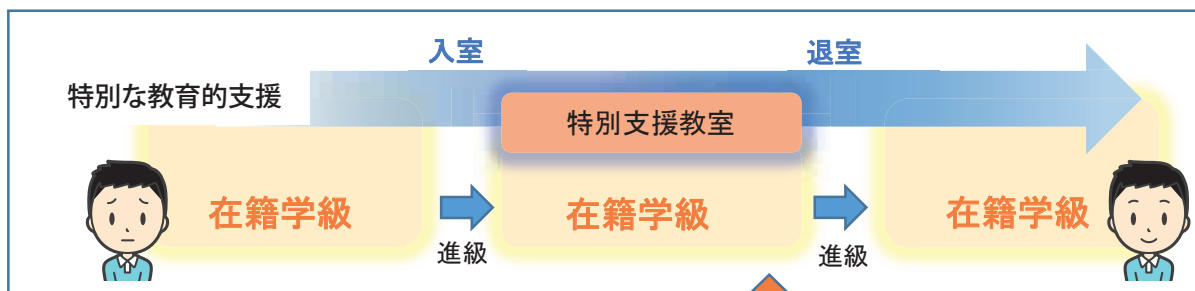 入室
退室
特別な教育的支援
特別支援教室
在籍学級
在籍学級
在籍学級
進級
進級